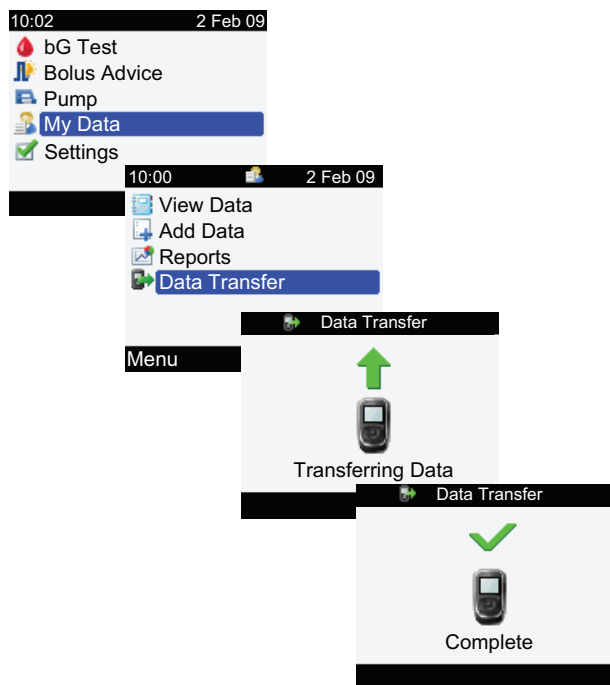 10:02 2 Feb 09
bG Test
Bolus Advice
Pump
My Data
Settings
10:00 2 Feb 09
View Data
Add Data
Reports
Data Transfer
Menu
Data Transfer
Transferring Data
Data Transfer
Complete